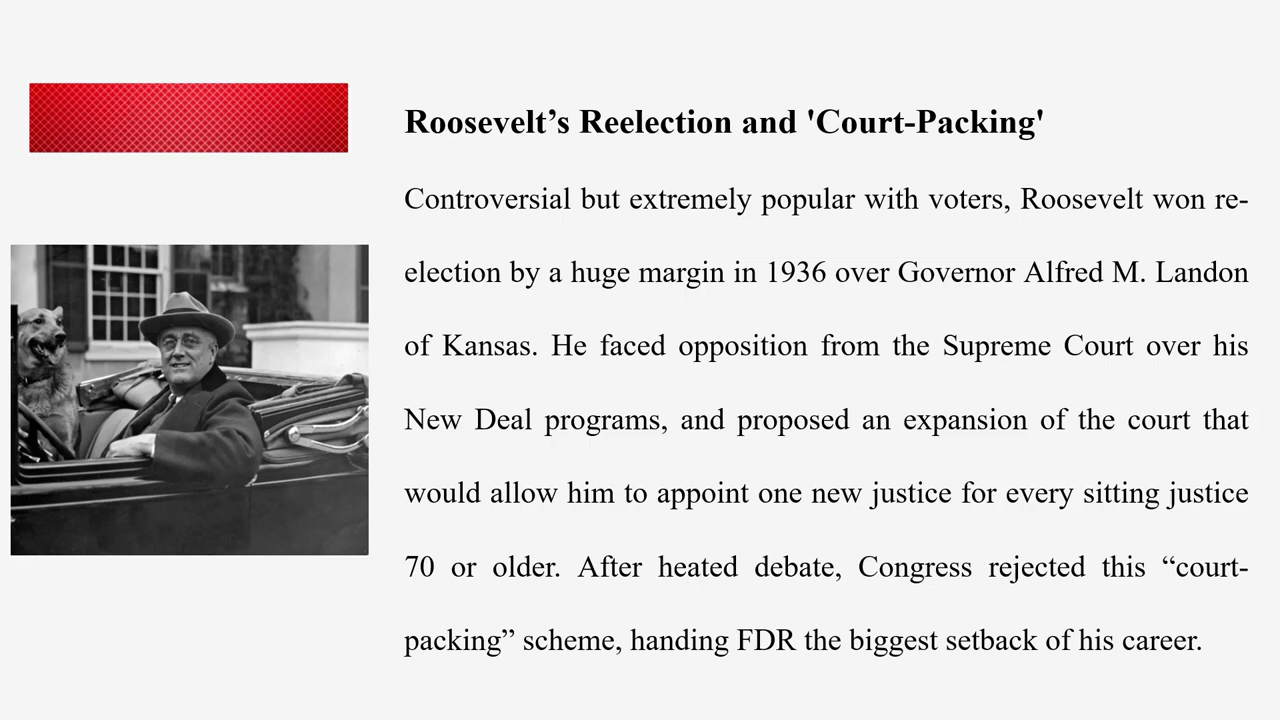 Roosevelt’s Reelection and 'Court-Packing'
Controversial but extremely popular with voters, Roosevelt won re-
election by a huge margin in 1936 over Governor Alfred M. Landon
of Kansas. He faced opposition from the Supreme Court over his
New Deal programs, and proposed an expansion of the court that
would allow him to appoint one new justice for every sitting justice
70 or older. After heated debate, Congress rejected this “court-
packing” scheme, handing FDR the biggest setback of his career.